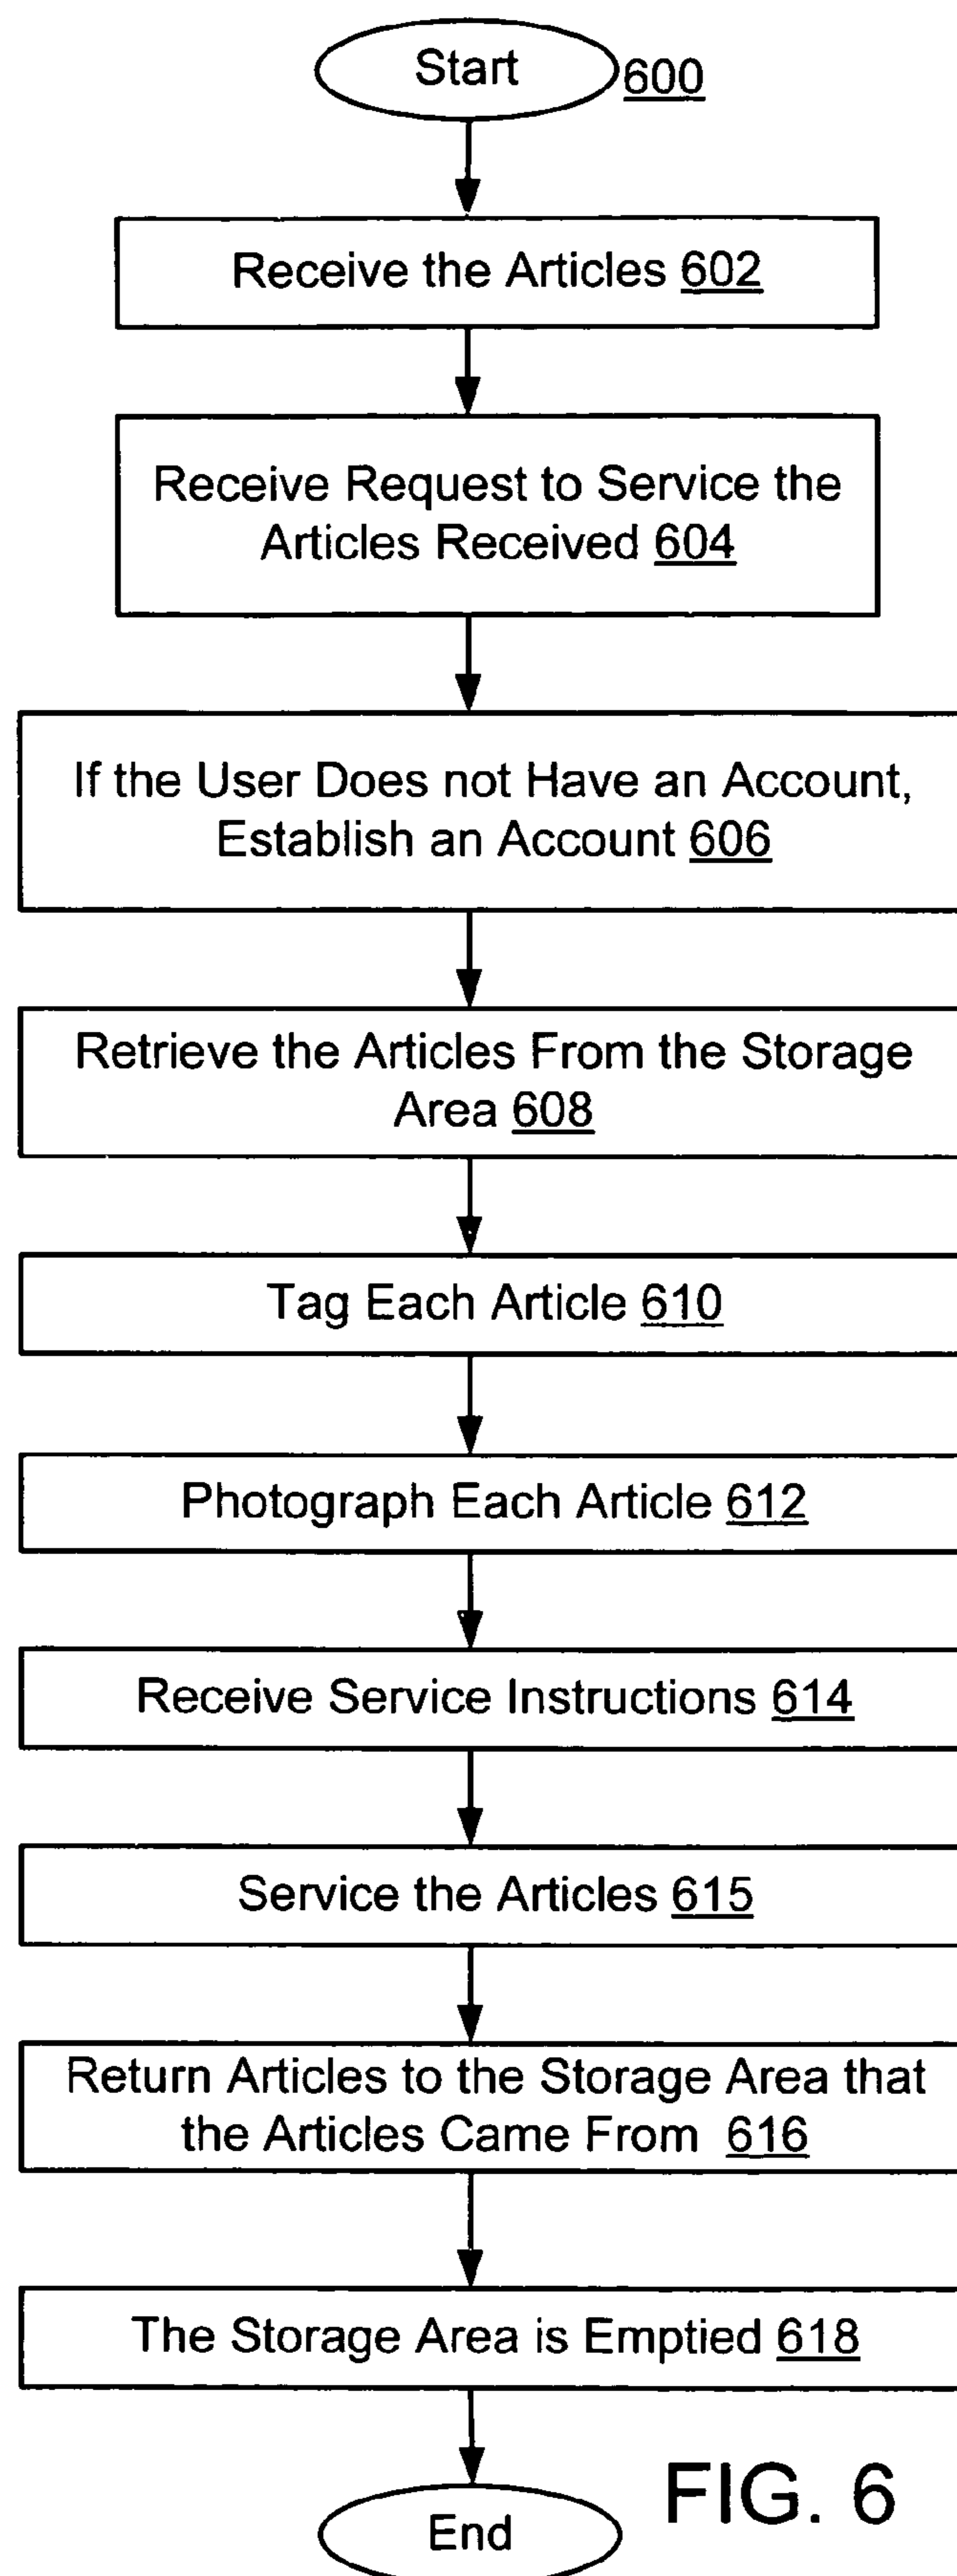 Start 600
Receive the Articles 602
Receive Request to Service the
Articles Received 604
If the User Does not Have an Account,
Establish an Account 606
Retrieve the Articles From the Storage
Area 608
Tag Each Article 610
Photograph Each Article 612
Receive Service Instructions 614
Service the Articles 615
Return Articles to the Storage Area that
the Articles Came From 616
The Storage Area is Emptied 618
End
FIG. 6